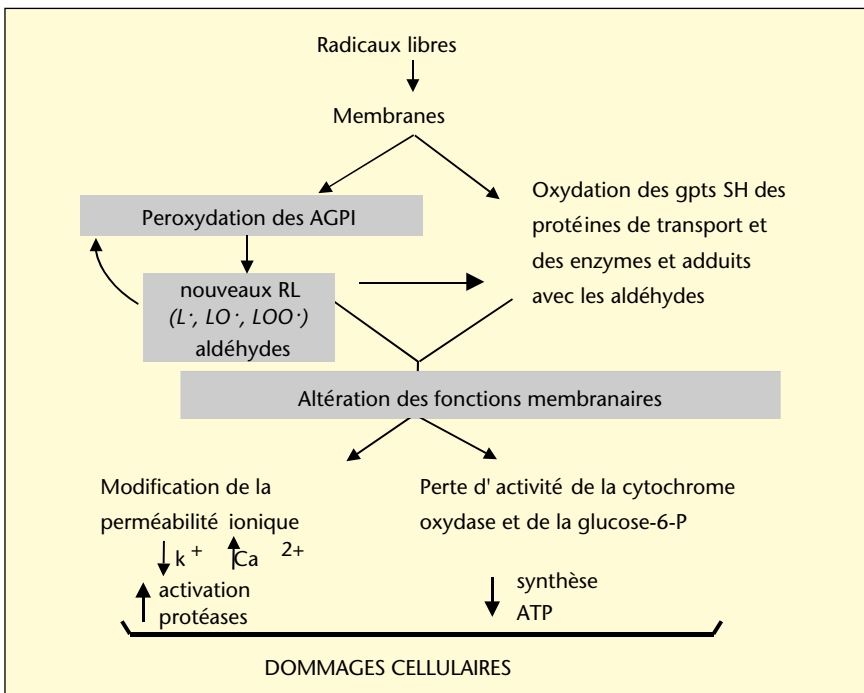 Radicaux libres
Membranes
Peroxydation des AGPI
Oxydation des gpts SH des
protéines de transport et
des enzymes et adduits
avec les aldéhydes
nouveaux RL
(L·, LO·, LOO·)
aldéhydes
Altération des fonctions membranaires
Modification de la
perméabilité ionique
k+ Ca 2+
activation
protéases
Perte d'activité de la cytochrome
oxydase et de la glucose-6-P
synthèse
ATP
DOMMAGES CELLULAIRES